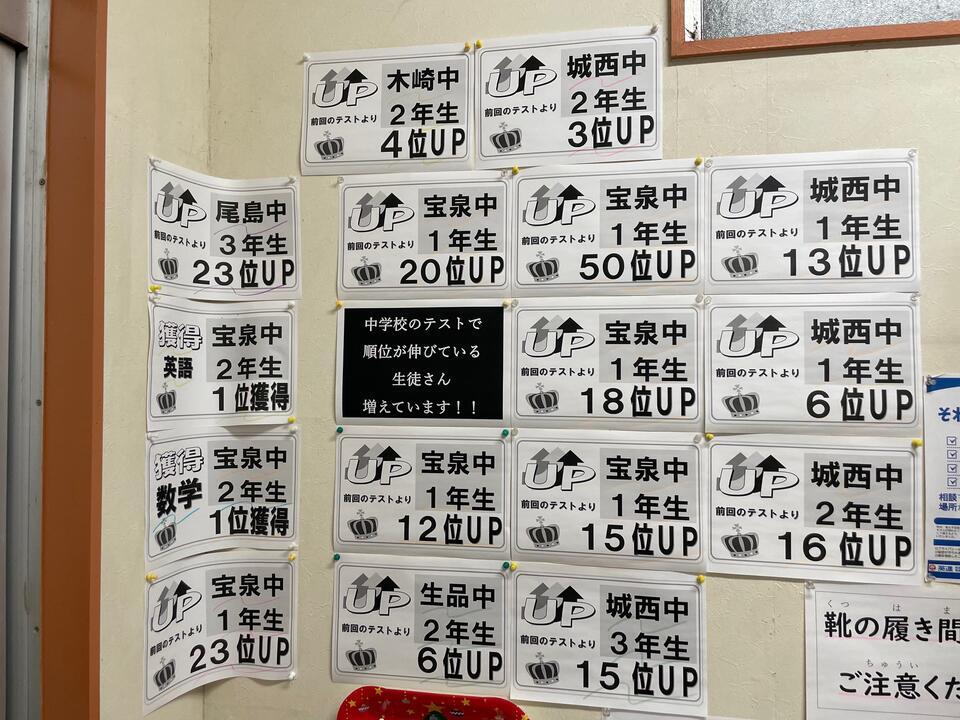 UP
木崎中
2年生
前回のテストより
4位UP
UP
城西中
2年生
前回のテストより
3位UP
UP
尾島中
3年生
前回のテストより
23位UP
UP
宝泉中
1年生
前回のテストより
20位UP
UP
宝泉中
1年生
前回のテストより
50位UP
UP
城西中
1年生
前回のテストより
13位UP
獲得
英語
宝泉中
2年生
1位獲得
中学校のテストで
順位が伸びている
生徒さん
増えています！！
UP
宝泉中
1年生
前回のテストより
18位UP
UP
城西中
1年生
前回のテストより
6位UP
獲得
数学
宝泉中
2年生
1位獲得
UP
宝泉中
1年生
前回のテストより
12位UP
UP
宝泉中
1年生
前回のテストより
15位UP
UP
城西中
2年生
前回のテストより
16位UP
UP
宝泉中
1年生
前回のテストより
23位UP
UP
生品中
2年生
前回のテストより
6位UP
UP
城西中
3年生
前回のテストより
15位UP
それ
相談
場所
くつ は ま
靴の履き間
ちゅうい
ご注意くだ